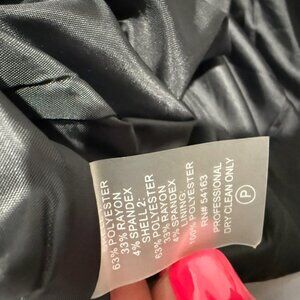 63% POLYESTER
33% RAYON
4% SPANDEX
SHELL 2:
63% POLYESTER
33% RAYON
4% SPANDEX
LINING:
100% POLYESTER
RN# 54163
PROFESSIONAL
DRY CLEAN ONLY
P